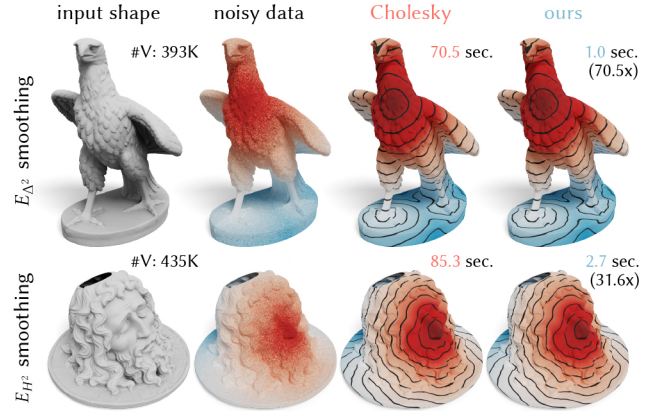 input shape
noisy data
Cholesky
ours
E_{Δ²} smoothing
#V: 393K
70.5 sec.
1.0 sec.
(70.5x)
E_{H²} smoothing
#V: 435K
85.3 sec.
2.7 sec.
(31.6x)